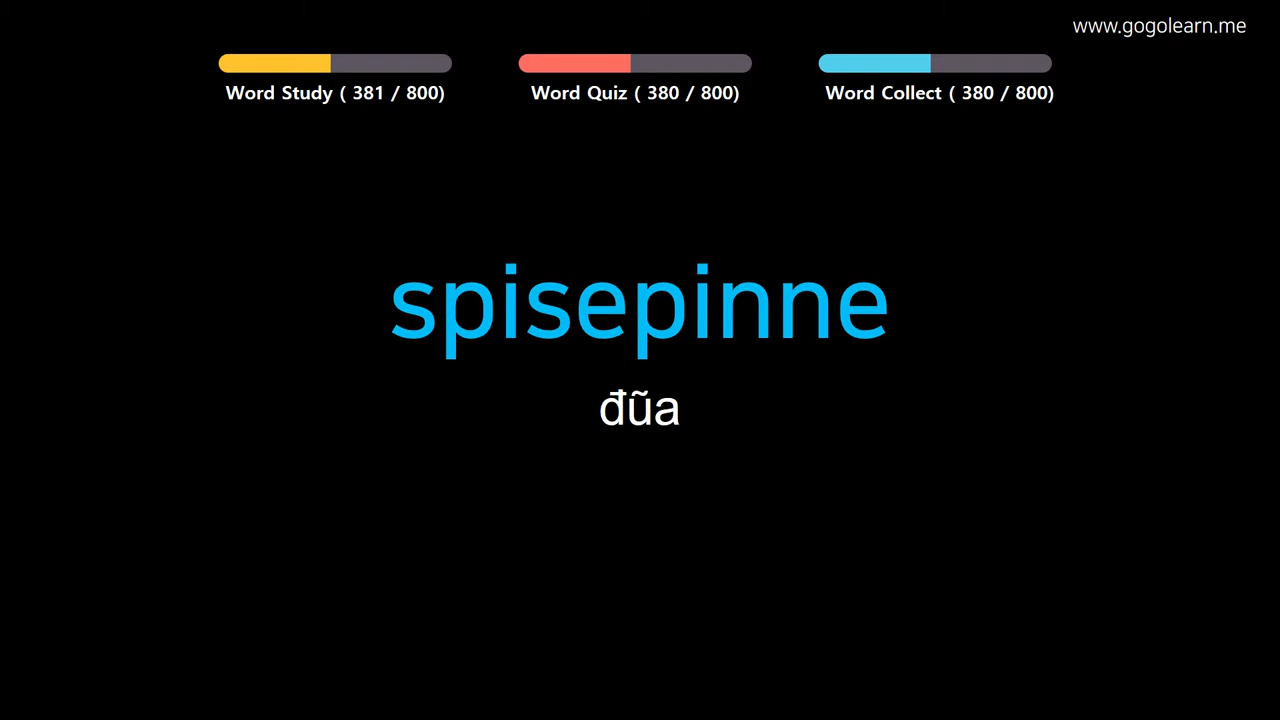 www.gogolearn.me
Word Study ( 381 / 800)
Word Quiz ( 380 / 800)
Word Collect ( 380 / 800)
spisepinne
đũa